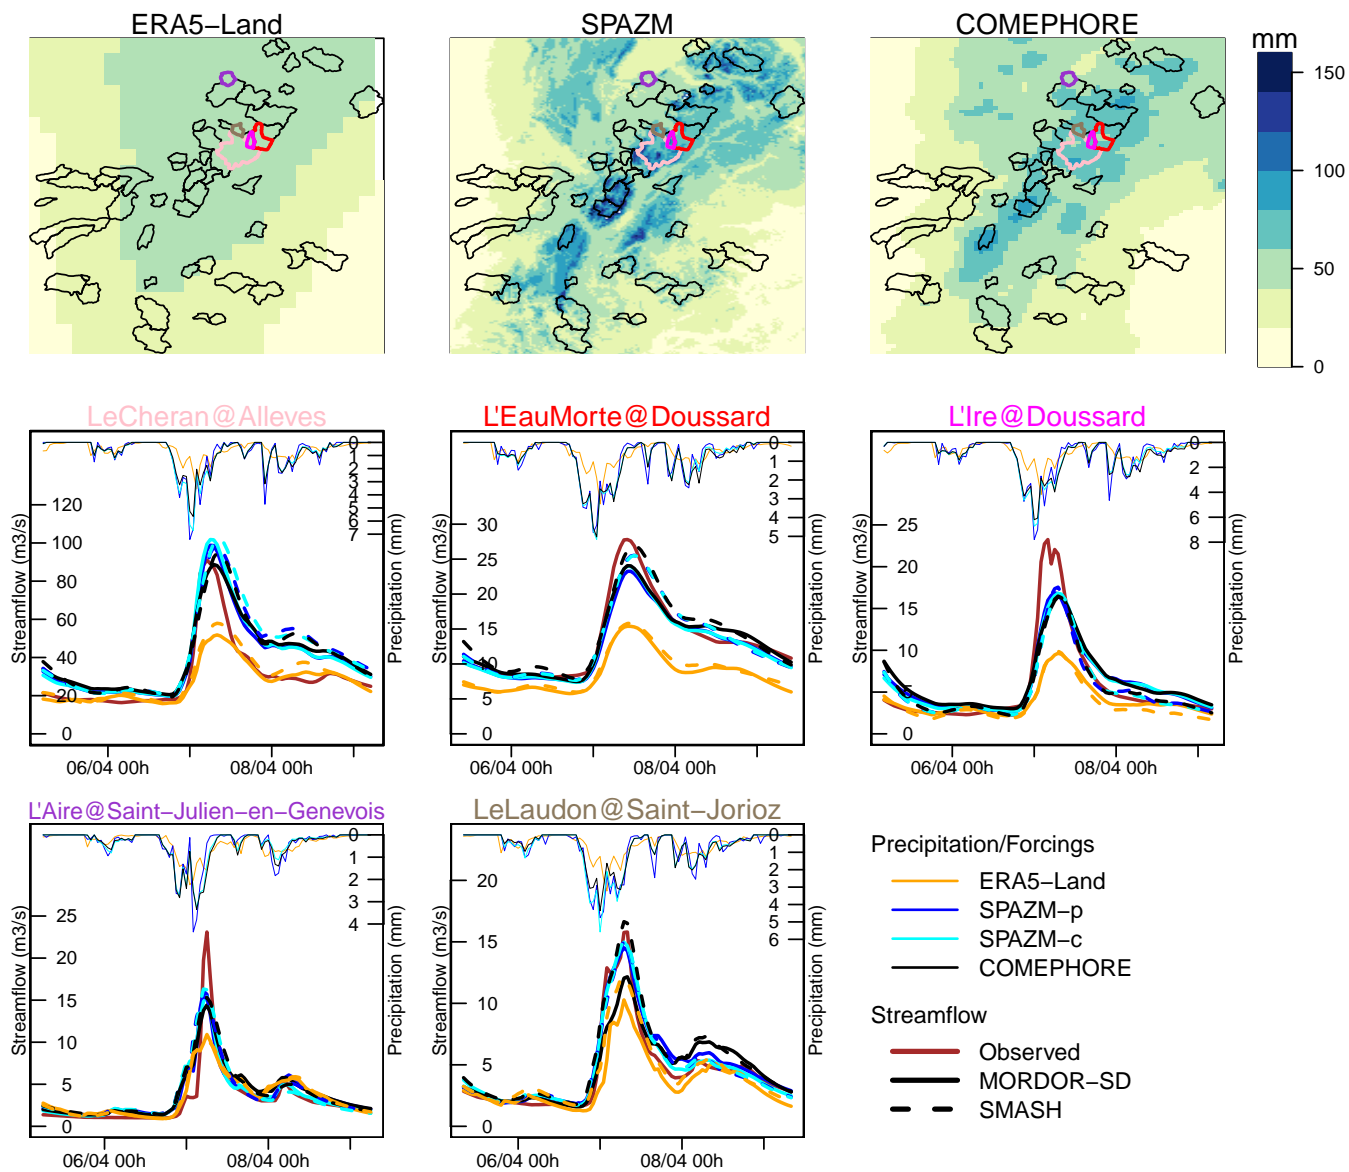 ERA5−Land SPAZM COMEPHORE
mm
150
100
50
0
LeCheran@Alleves L'EauMorte@Doussard L'Ire@Doussard
Streamflow (m3/s)
120
100
80
60
40
20
0
0
1
2
3
4
5
6
7
Precipitation (mm)
06/04 00h 08/04 00h
Streamflow (m3/s)
30
25
20
15
10
5
0
0
1
2
3
4
5
Precipitation (mm)
06/04 00h 08/04 00h
Streamflow (m3/s)
25
20
15
10
5
0
0
2
4
6
8
Precipitation (mm)
06/04 00h 08/04 00h
L'Aire@Saint−Julien−en−Genevois LeLaudon@Saint−Jorioz
Streamflow (m3/s)
25
20
15
10
5
0
0
1
2
3
4
Precipitation (mm)
06/04 00h 08/04 00h
Streamflow (m3/s)
20
15
10
5
0
0
1
2
3
4
5
6
Precipitation (mm)
06/04 00h 08/04 00h
Precipitation/Forcings
ERA5−Land
SPAZM−p
SPAZM−c
COMEPHORE
Streamflow
Observed
MORDOR−SD
SMASH